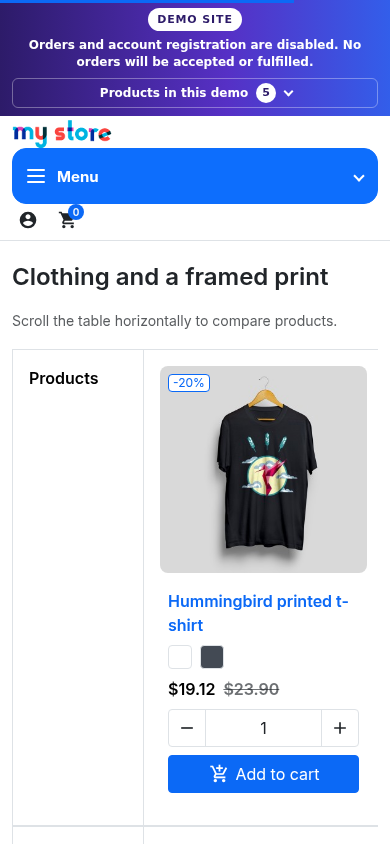 DEMO SITE
Orders and account registration are disabled. No
orders will be accepted or fulfilled.
Products in this demo 5
my store
Menu
0
Clothing and a framed print
Scroll the table horizontally to compare products.
Products
-20%
Hummingbird printed t-
shirt
$19.12 $23.90
1
Add to cart